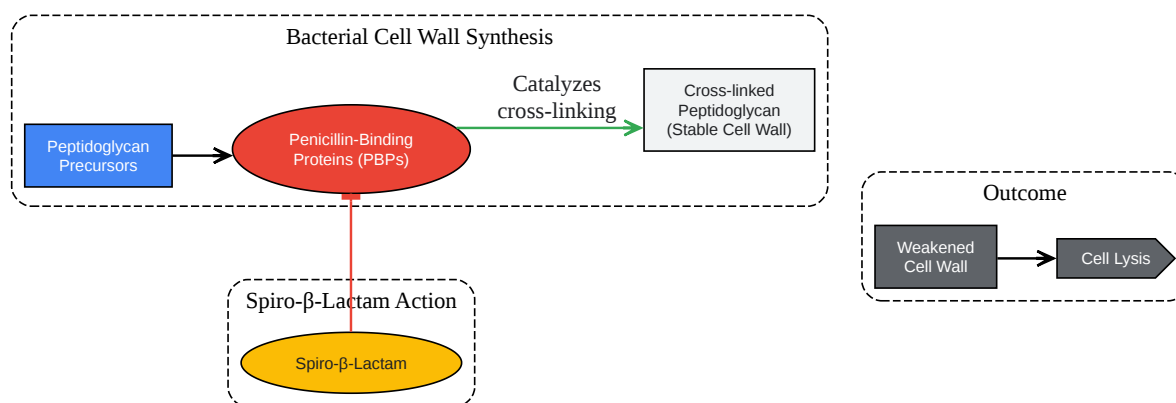 Bacterial Cell Wall Synthesis
Peptidoglycan
Precursors
Penicillin-Binding
Proteins (PBPs)
Catalyzes
cross-linking
Cross-linked
Peptidoglycan
(Stable Cell Wall)
Spiro-β-Lactam Action
Spiro-β-Lactam
Outcome
Weakened
Cell Wall
Cell Lysis